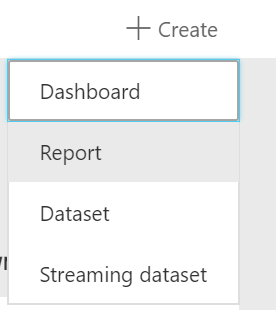 + Create
Dashboard
Report
Dataset
Streaming dataset